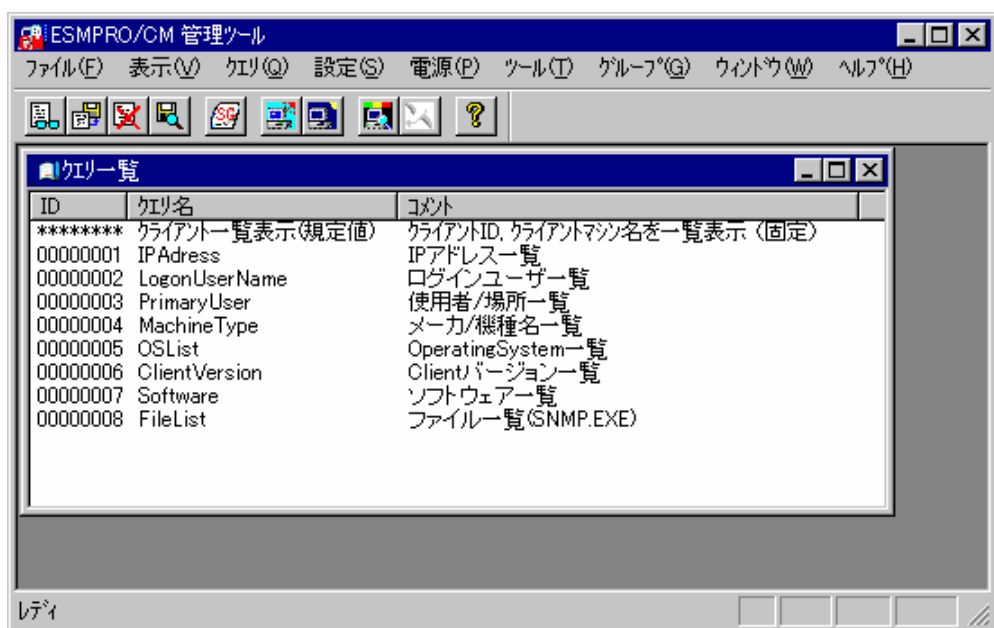 ESMPRO/CM 管理ﾂｰﾙ
ﾌｧｲﾙ(F) 表示(V) ｸｴﾘ(Q) 設定(S) 電源(P) ﾂｰﾙ(T) ｸﾞﾙｰﾌﾟ(G) ｳｨﾝﾄﾞｳ(W) ﾍﾙﾌﾟ(H)
ｸｴﾘ一覧
ID ｸｴﾘ名 ｺﾒﾝﾄ
******** ｸﾗｲｱﾝﾄ一覧表示(規定値) ｸﾗｲｱﾝﾄID, ｸﾗｲｱﾝﾄﾏｼﾝ名を一覧表示（固定）
00000001 IPAdress IPアドレス一覧
00000002 LogonUserName ログインユーザ一覧
00000003 PrimaryUser 使用者/場所一覧
00000004 MachineType メーカ/機種名一覧
00000005 OSList OperatingSystem一覧
00000006 ClientVersion Clientバージョン一覧
00000007 Software ソフトウェア一覧
00000008 FileList ファイル一覧(SNMP.EXE)
ﾚﾃﾞｨ